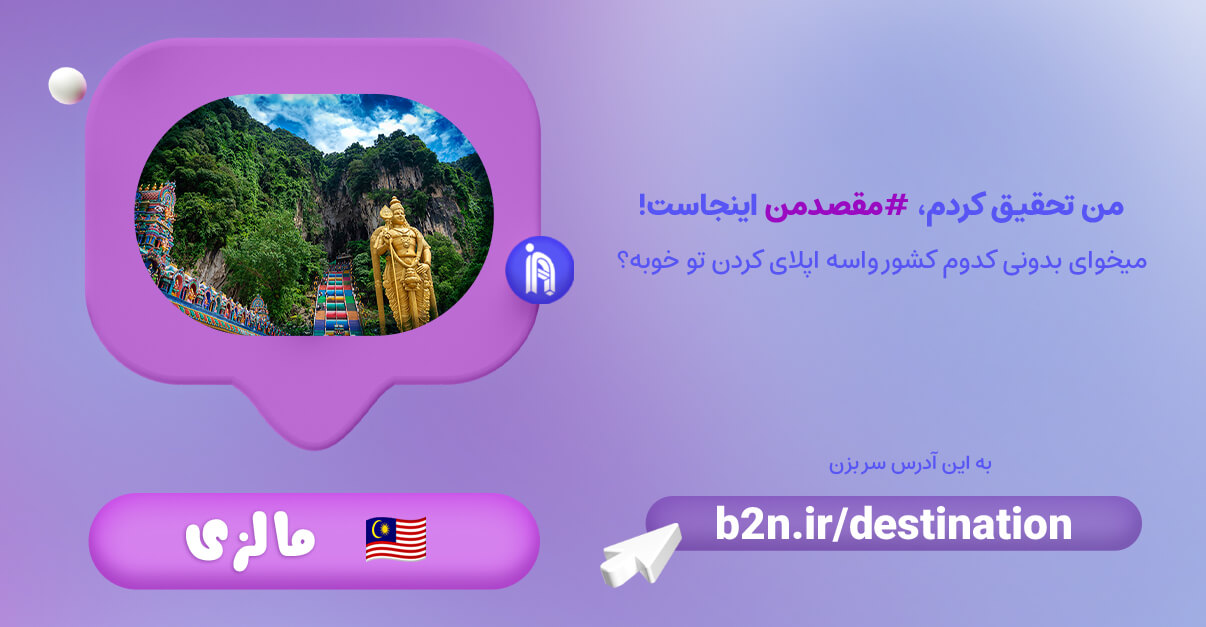 من تحقیق کردم، #مقصدمن اینجاست!
میخوای بدونی کدوم کشور واسه اپلای کردن تو خوبه؟
به این آدرس سر بزن
b2n.ir/destination
مالزی